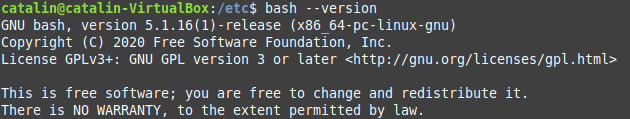 catalin@catalin-VirtualBox:/etc$ bash --version
GNU bash, version 5.1.16(1)-release (x86_64-pc-linux-gnu)
Copyright (C) 2020 Free Software Foundation, Inc.
License GPLv3+: GNU GPL version 3 or later <http://gnu.org/licenses/gpl.html>

This is free software; you are free to change and redistribute it.
There is NO WARRANTY, to the extent permitted by law.